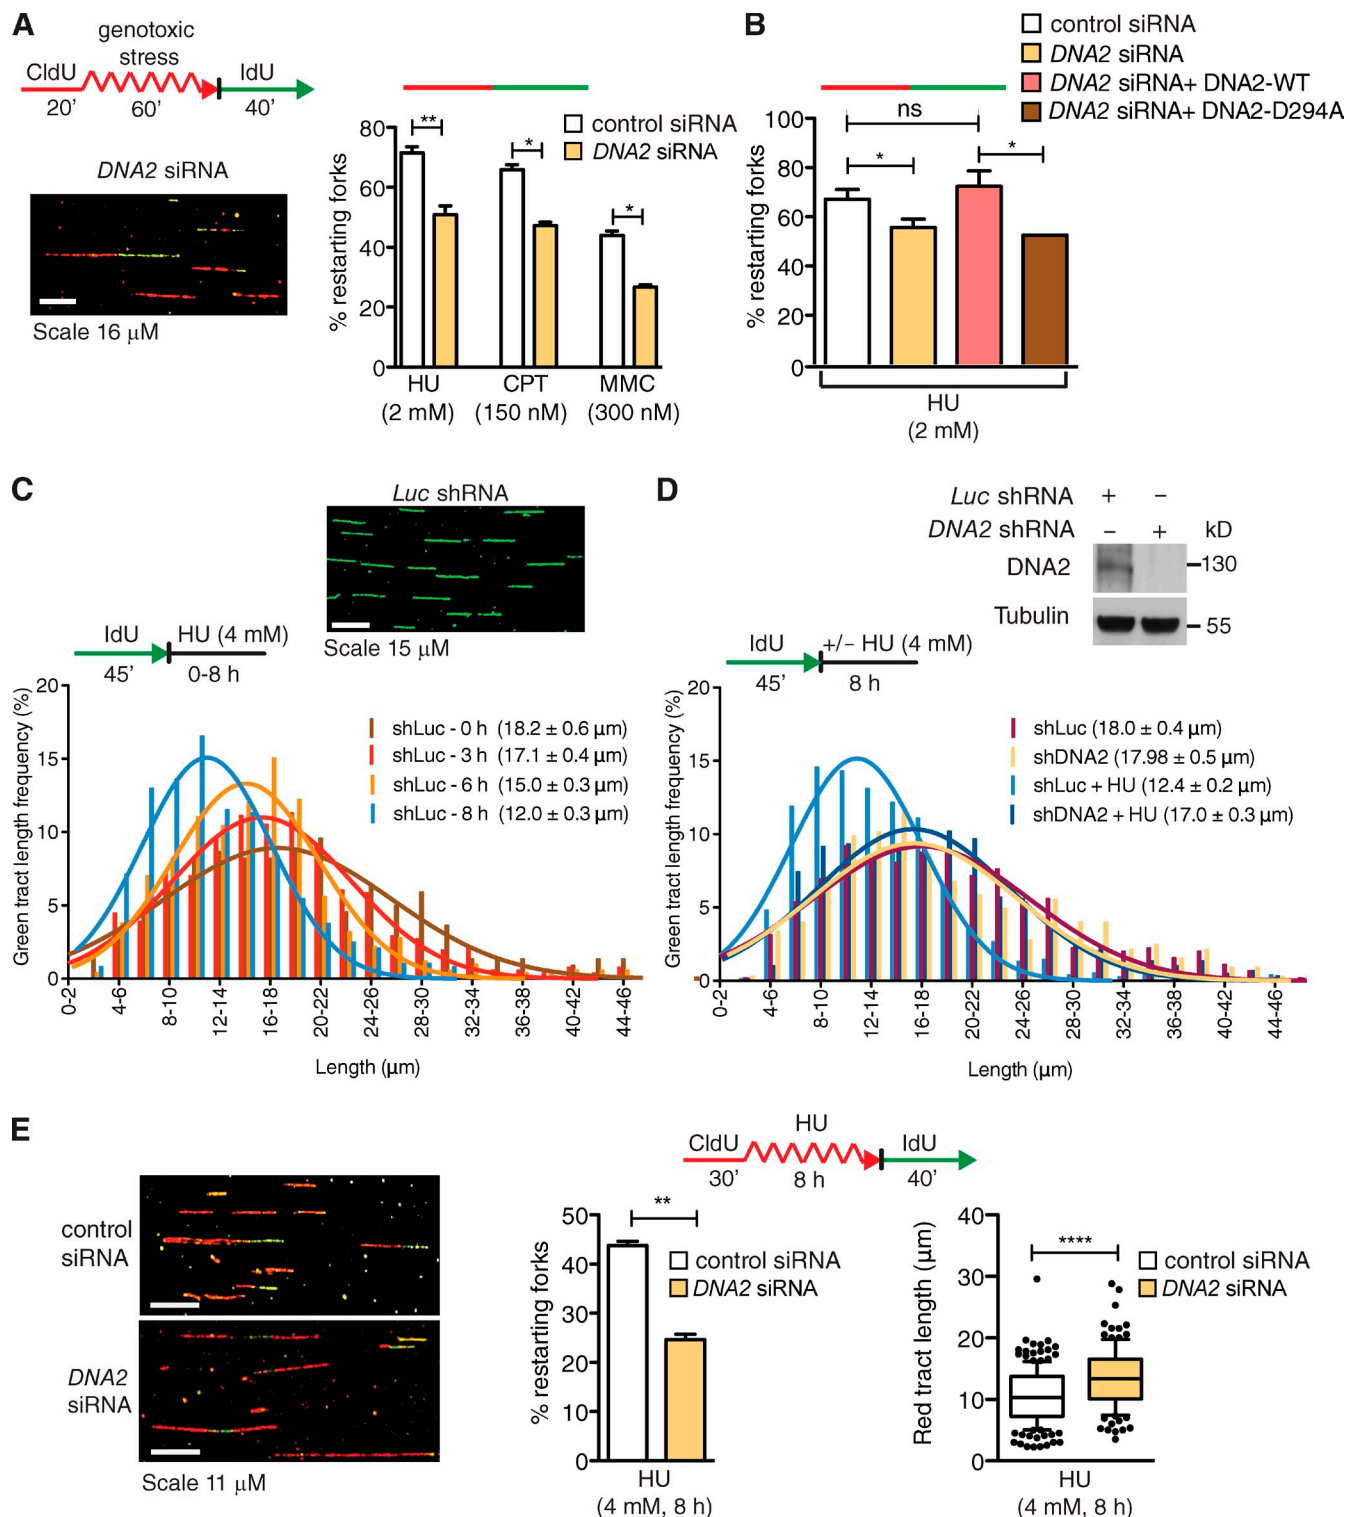 A
genotoxic
stress
CldU
IdU
20’
60’
40’
DNA2 siRNA
Scale 16 µM
control siRNA
DNA2 siRNA
% restarting forks
80
60
40
20
0
**
*
*
HU
(2 mM)
CPT
(150 nM)
MMC
(300 nM)
B
control siRNA
DNA2 siRNA
DNA2 siRNA+ DNA2-WT
DNA2 siRNA+ DNA2-D294A
% restarting forks
100
80
60
40
20
0
ns
*
*
HU
(2 mM)
C
Luc shRNA
Scale 15 µM
IdU
HU (4 mM)
45’
0-8 h
Green tract length frequency (%)
20
15
10
5
0
shLuc - 0 h (18.2 ± 0.6 µm)
shLuc - 3 h (17.1 ± 0.4 µm)
shLuc - 6 h (15.0 ± 0.3 µm)
shLuc - 8 h (12.0 ± 0.3 µm)
0-2
4-6
8-10
12-14
16-18
20-22
24-26
28-30
32-34
36-38
40-42
44-46
Length (µm)
D
Luc shRNA + –
DNA2 shRNA – + kD
DNA2
130
Tubulin
55
IdU
+/– HU (4 mM)
45’
8 h
Green tract length frequency (%)
20
15
10
5
0
shLuc (18.0 ± 0.4 µm)
shDNA2 (17.98 ± 0.5 µm)
shLuc + HU (12.4 ± 0.2 µm)
shDNA2 + HU (17.0 ± 0.3 µm)
0-2
4-6
8-10
12-14
16-18
20-22
24-26
28-30
32-34
36-38
40-42
44-46
Length (µm)
E
control
siRNA
DNA2
siRNA
Scale 11 µM
HU
CldU
IdU
30’
8 h
40’
% restarting forks
50
40
30
20
10
0
**
control siRNA
DNA2 siRNA
HU
(4 mM, 8 h)
Red tract length (µm)
40
30
20
10
0
****
control siRNA
DNA2 siRNA
HU
(4 mM, 8 h)